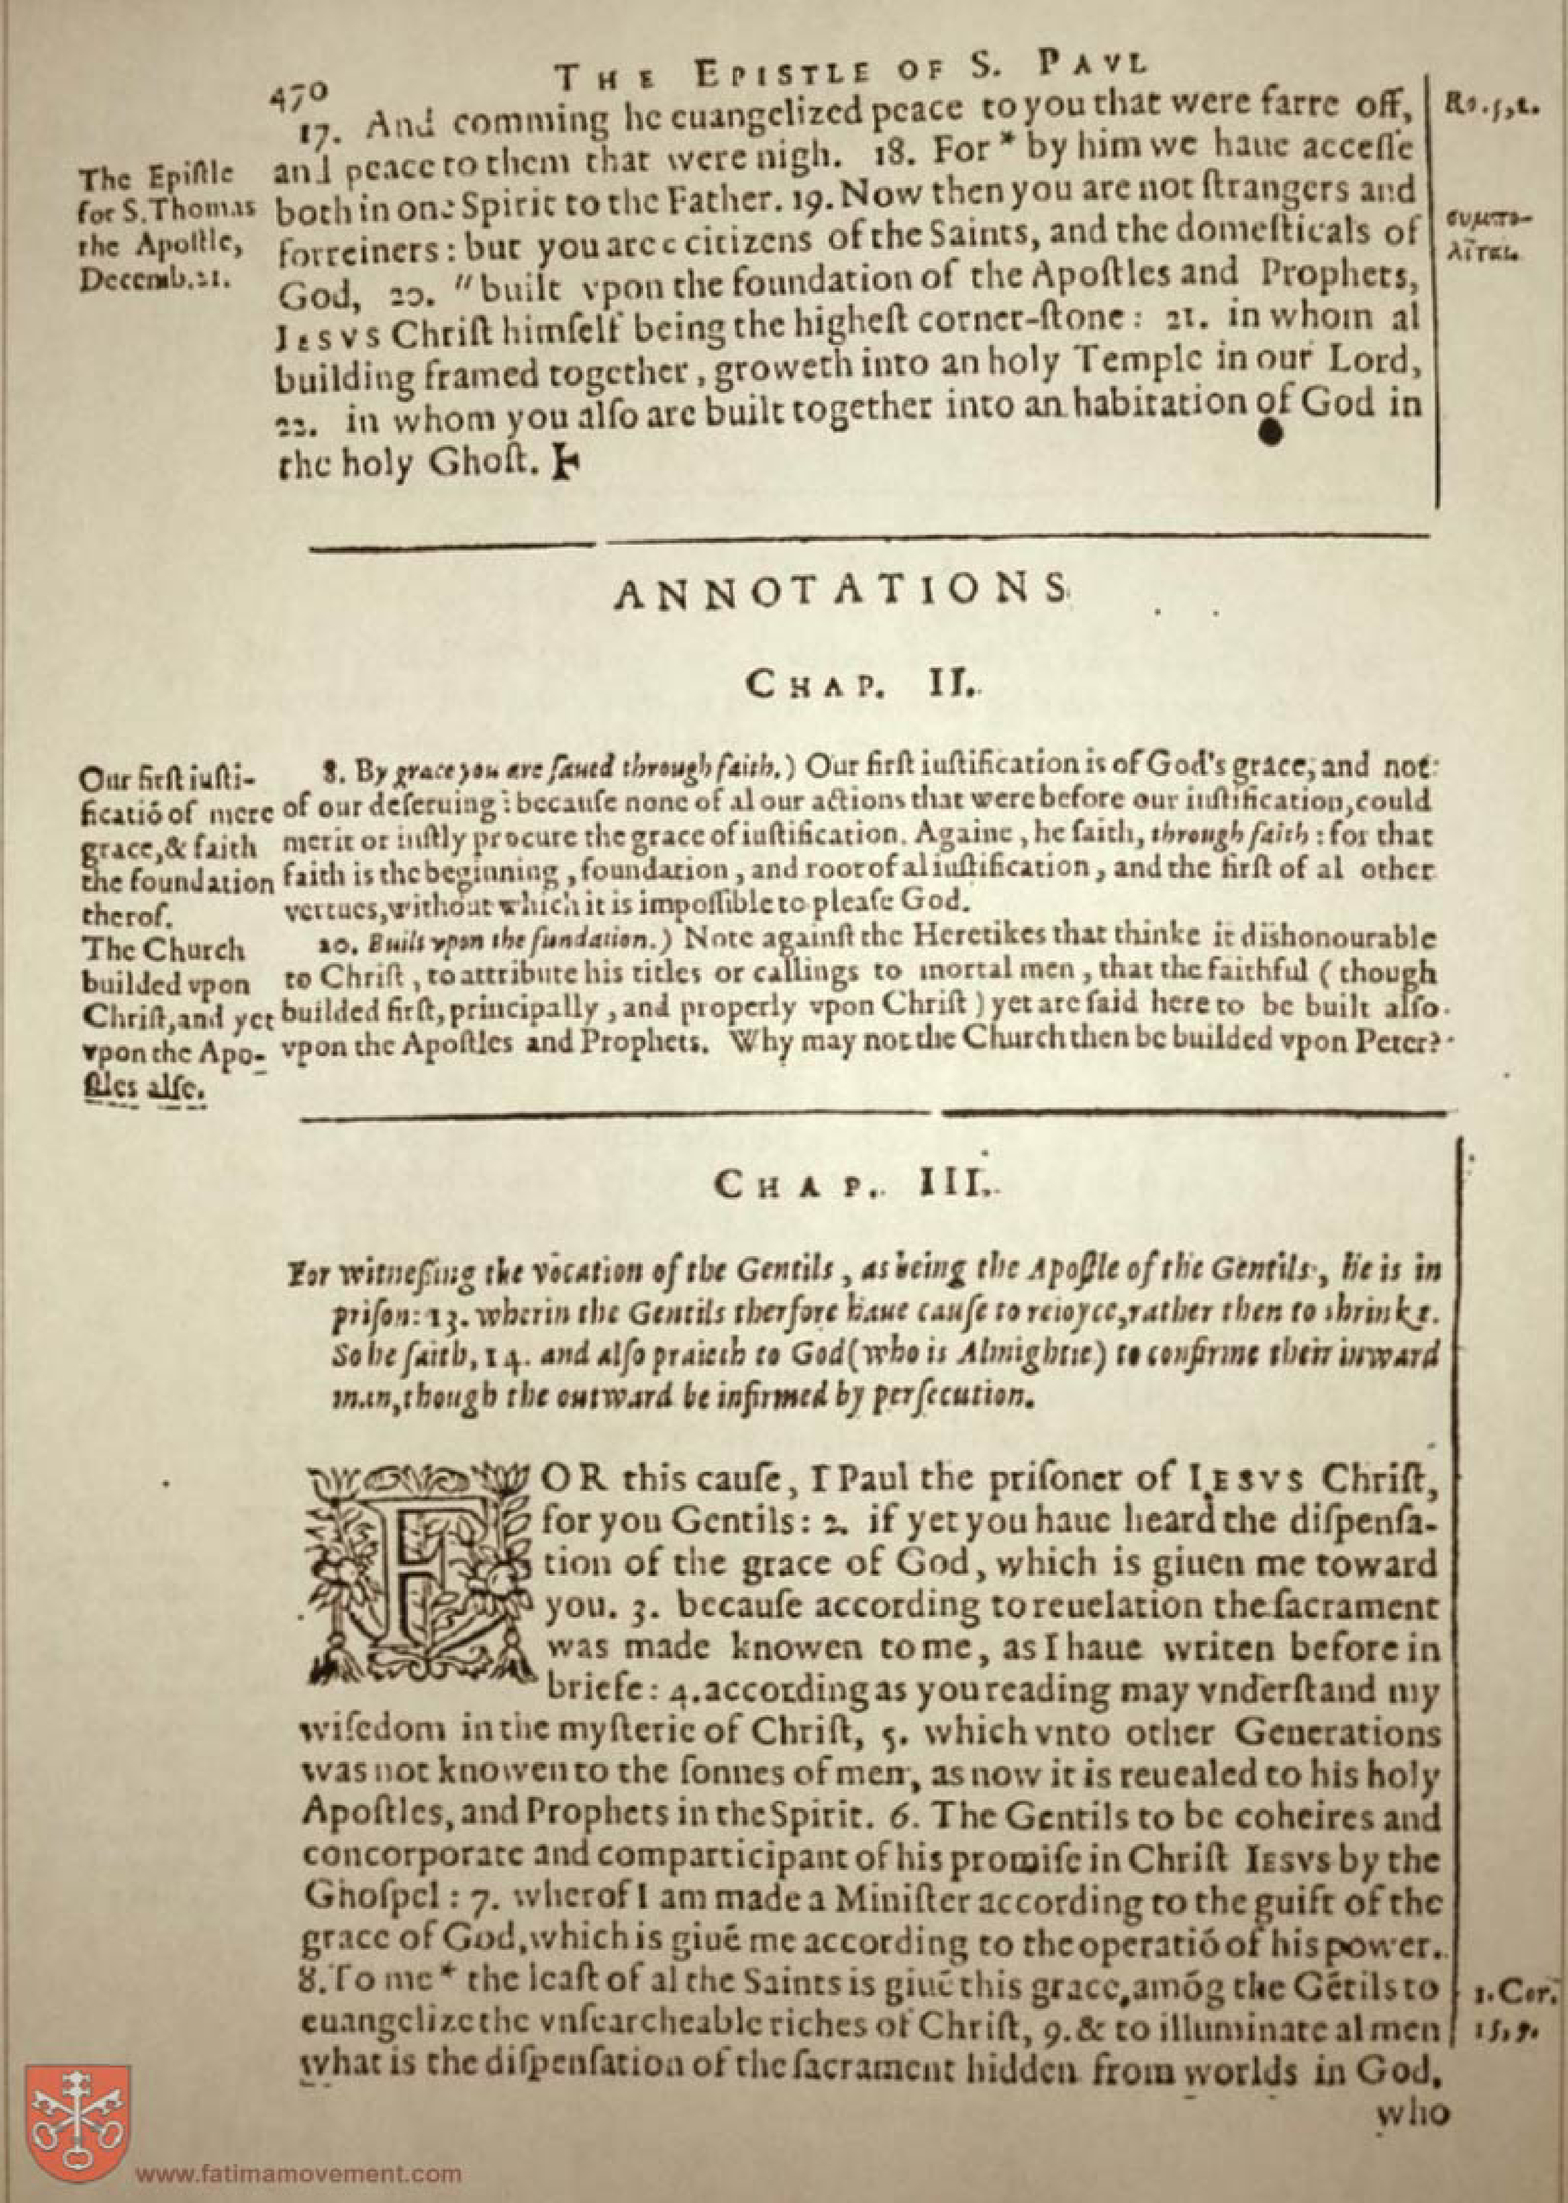 470
THE EPISTLE OF S. PAVL
17. And comming he euangelized peace to you that were farre off,
and peace to them that were nigh. 18. For * by him we haue accesse
both in one Spirit to the Father. 19. Now then you are not strangers and
forreiners: but you are c citizens of the Saints, and the domesticals of
God, 20. "built vpon the foundation of the Apostles and Prophets,
IESVS Christ himself being the highest corner-stone: 21. in whom al
building framed together, groweth into an holy Temple in our Lord,
22. in whom you also are built together into an habitation of God in
the holy Ghost.
The Epistle
for S. Thomas
the Apostle,
Decemb. 21.
Ro. 5, 2.
συμπο-
λῖται.
ANNOTATIONS
CHAP. II.
8. By grace you are saued through faith.) Our first iustification is of God's grace, and not
of our deseruing: because none of al our actions that were before our iustification, could
merit or iustly procure the grace of iustification. Againe, he saith, through faith: for that
faith is the beginning, foundation, and root of al iustification, and the first of al other
vertues, without which it is impossible to please God.
20. Built vpon the fundation.) Note against the Heretikes that thinke it dishonourable
to Christ, to attribute his titles or callings to mortal men, that the faithful (though
builded first, principally, and properly vpon Christ) yet are said here to be built also
vpon the Apostles and Prophets. Why may not the Church then be builded vpon Peter?
Our first iusti-
ficatiõ of mere
grace, & faith
the foundation
therof.
The Church
builded vpon
Christ, and yet
vpon the Apo-
stles also.
CHAP. III.
For witnessing the vocation of the Gentils, as being the Apostle of the Gentils, he is in
prison: 13. wherin the Gentils therfore haue cause to reioyce, rather then to shrinke.
So he saith, 14. and also praieth to God (who is Almightie) to confirme their inward
man, though the outward be infirmed by persecution.
FOR this cause, I Paul the prisoner of IESVS Christ,
for you Gentils: 2. if yet you haue heard the dispensa-
tion of the grace of God, which is giuen me toward
you. 3. because according to reuelation the sacrament
was made knowen to me, as I haue writen before in
briefe: 4. according as you reading may vnderstand my
wisedom in the mysterie of Christ, 5. which vnto other Generations
was not knowen to the sonnes of men, as now it is reuealed to his holy
Apostles, and Prophets in the Spirit. 6. The Gentils to be coheires and
concorporate and comparticipant of his promise in Christ IESVS by the
Ghospel: 7. wherof I am made a Minister according to the guift of the
grace of God, which is giuẽ me according to the operatiõ of his power.
8. To me * the least of al the Saints is giuẽ this grace, amõg the Gẽtils to
euangelize the vnsearcheable riches of Christ, 9. & to illuminate al men
what is the dispensation of the sacrament hidden from worlds in God,
who
1. Cor.
15, 9.
www.fatimamovement.com